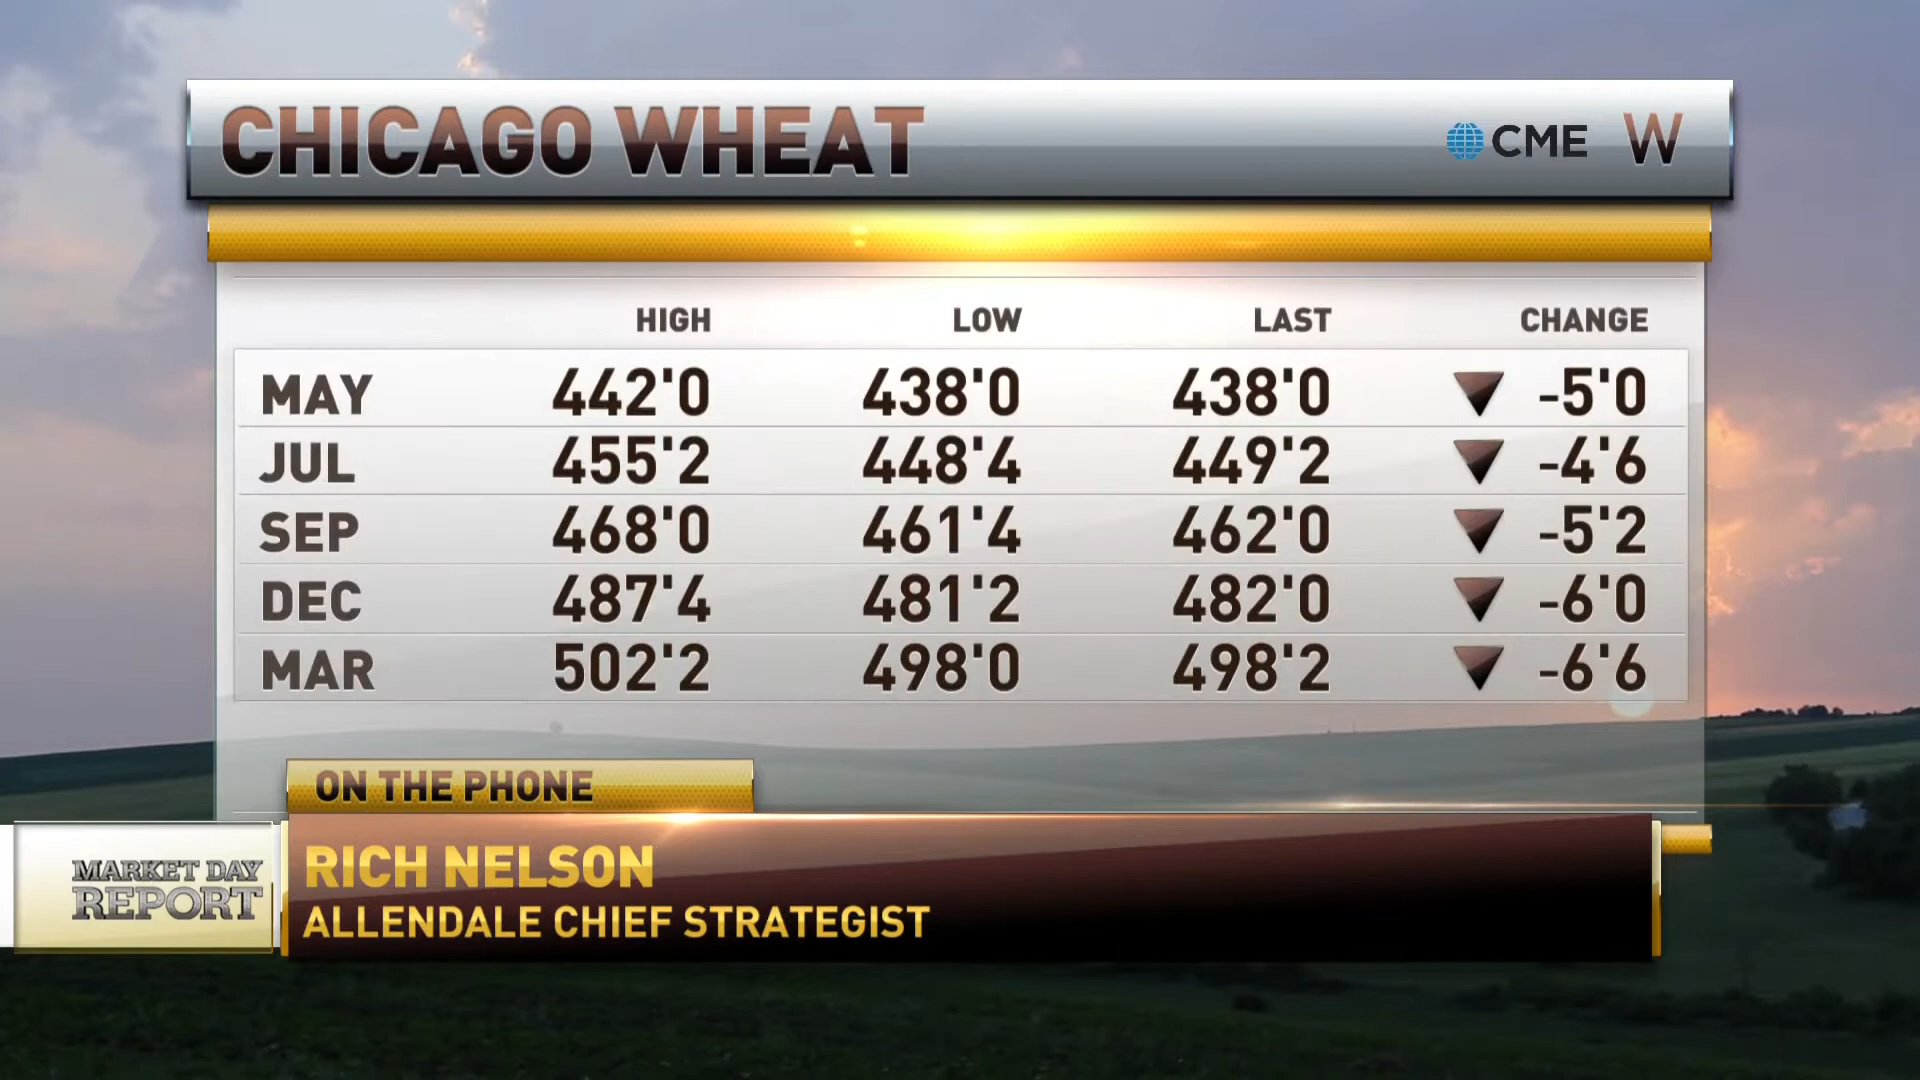 CHICAGO WHEAT CME W
HIGH LOW LAST CHANGE
MAY 442'0 438'0 438'0 -5'0
JUL 455'2 448'4 449'2 -4'6
SEP 468'0 461'4 462'0 -5'2
DEC 487'4 481'2 482'0 -6'0
MAR 502'2 498'0 498'2 -6'6
ON THE PHONE
MARKET DAY
REPORT
RICH NELSON
ALLENDALE CHIEF STRATEGIST